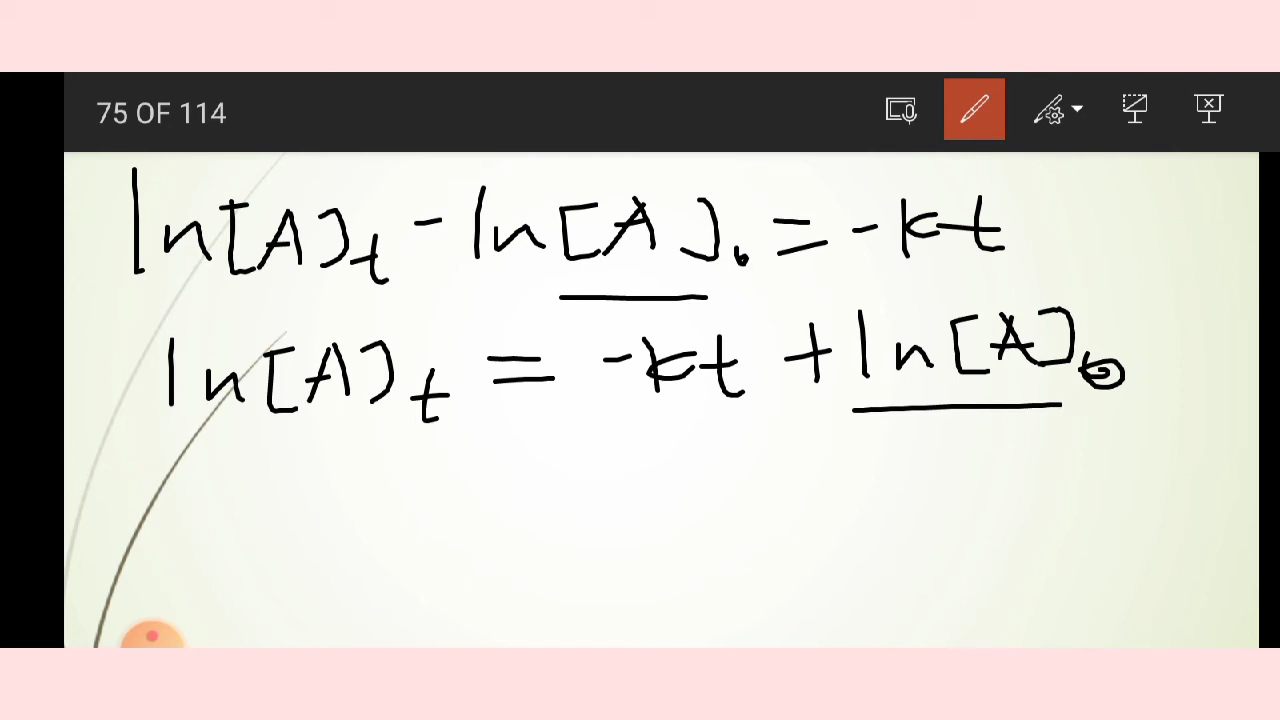 75 OF 114
ln[A]t - ln[A]₀ = -kt
ln[A]t = -kt + ln[A]₀